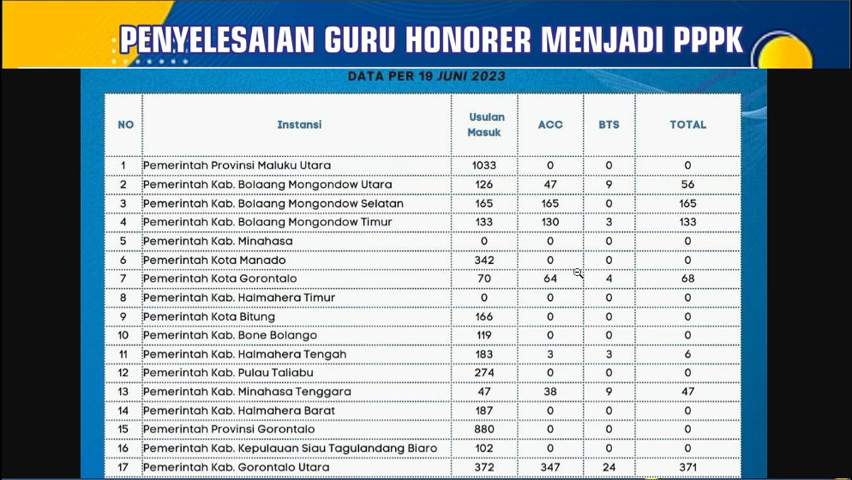 PENYELESAIAN GURU HONORER MENJADI PPPK
DATA PER 19 JUNI 2023
NO Instansi Usulan Masuk ACC BTS TOTAL
1 Pemerintah Provinsi Maluku Utara 1033 0 0 0
2 Pemerintah Kab. Bolaang Mongondow Utara 126 47 9 56
3 Pemerintah Kab. Bolaang Mongondow Selatan 165 165 0 165
4 Pemerintah Kab. Bolaang Mongondow Timur 133 130 3 133
5 Pemerintah Kab. Minahasa 0 0 0 0
6 Pemerintah Kota Manado 342 0 0 0
7 Pemerintah Kota Gorontalo 70 64 4 68
8 Pemerintah Kab. Halmahera Timur 0 0 0 0
9 Pemerintah Kota Bitung 166 0 0 0
10 Pemerintah Kab. Bone Bolango 119 0 0 0
11 Pemerintah Kab. Halmahera Tengah 183 3 3 6
12 Pemerintah Kab. Pulau Taliabu 274 0 0 0
13 Pemerintah Kab. Minahasa Tenggara 47 38 9 47
14 Pemerintah Kab. Halmahera Barat 187 0 0 0
15 Pemerintah Provinsi Gorontalo 880 0 0 0
16 Pemerintah Kab. Kepulauan Siau Tagulandang Biaro 102 0 0 0
17 Pemerintah Kab. Gorontalo Utara 372 347 24 371